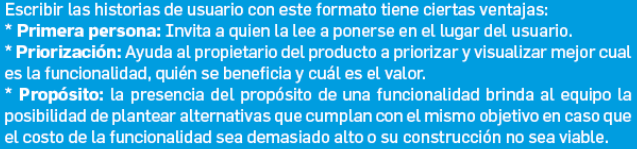 Escribir las historias de usuario con este formato tiene ciertas ventajas:
* Primera persona: Invita a quien la lee a ponerse en el lugar del usuario.
* Priorización: Ayuda al propietario del producto a priorizar y visualizar mejor cual
es la funcionalidad, quién se beneficia y cuál es el valor.
* Propósito: la presencia del propósito de una funcionalidad brinda al equipo la
posibilidad de plantear alternativas que cumplan con el mismo objetivo en caso que
el costo de la funcionalidad sea demasiado alto o su construcción no sea viable.